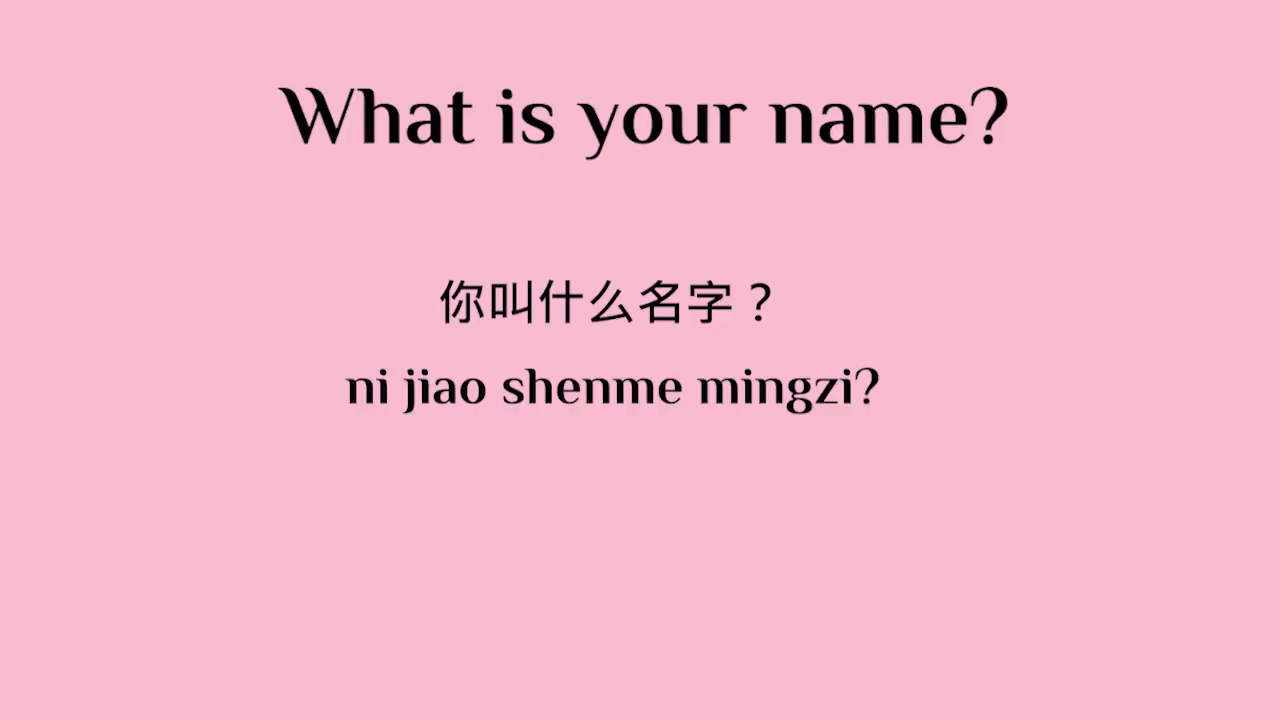 What is your name?
你叫什么名字？
ni jiao shenme mingzi?